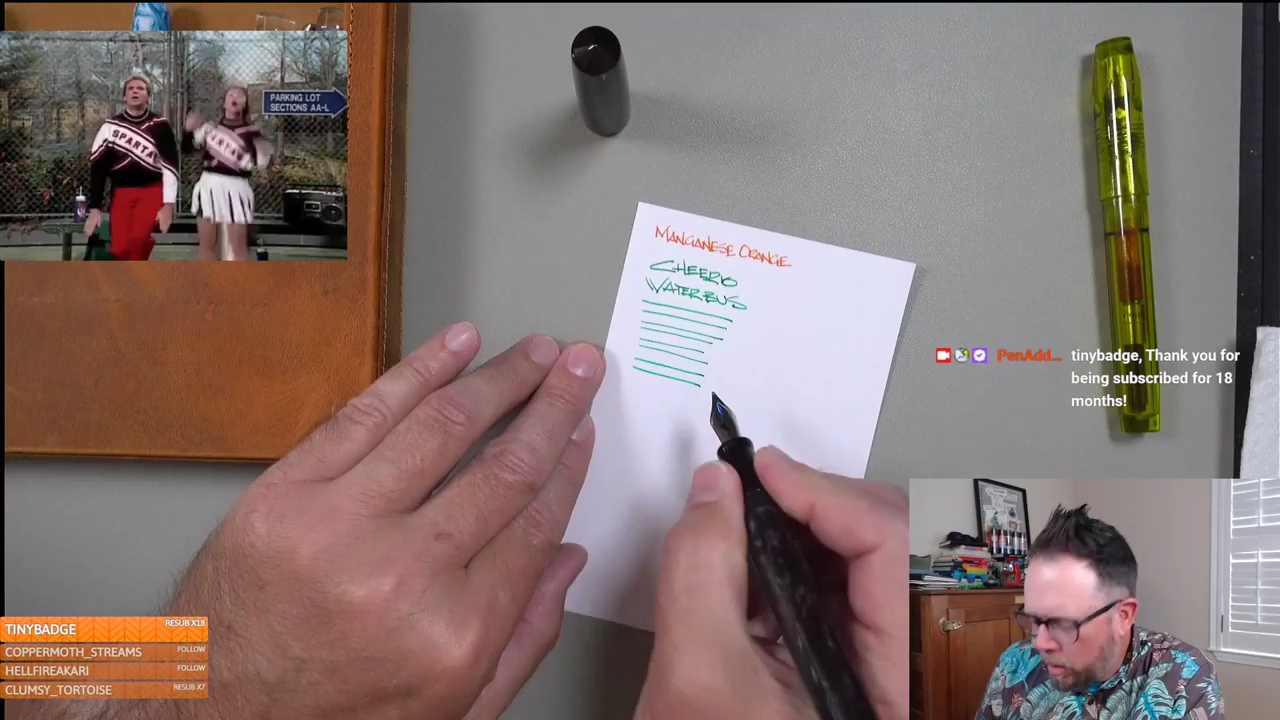 PARKING LOT
SECTIONS AA-L
SPARTA
MANGANESE ORANGE
CHEERIO
WATERBUS
PenAdd... tinybadge, Thank you for
being subscribed for 18
months!
TINYBADGE RESUB X18
COPPERMOTH_STREAMS FOLLOW
HELLFIREAKARI FOLLOW
CLUMSY_TORTOISE RESUB X7